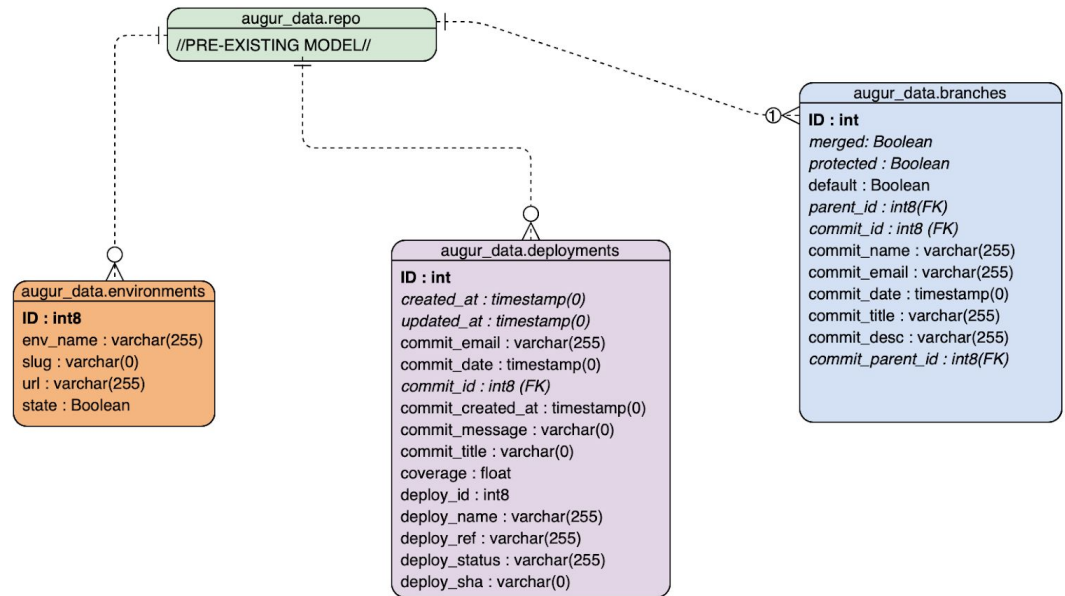 augur_data.repo
//PRE-EXISTING MODEL//
augur_data.branches
ID : int
merged: Boolean
protected : Boolean
default : Boolean
parent_id : int8(FK)
commit_id : int8 (FK)
commit_name : varchar(255)
commit_email : varchar(255)
commit_date : timestamp(0)
commit_title : varchar(255)
commit_desc : varchar(255)
commit_parent_id : int8(FK)
1
augur_data.deployments
ID : int
created_at : timestamp(0)
updated_at : timestamp(0)
commit_email : varchar(255)
commit_date : timestamp(0)
commit_id : int8 (FK)
commit_created_at : timestamp(0)
commit_message : varchar(0)
commit_title : varchar(0)
coverage : float
deploy_id : int8
deploy_name : varchar(255)
deploy_ref : varchar(255)
deploy_status : varchar(255)
deploy_sha : varchar(0)
augur_data.environments
ID : int8
env_name : varchar(255)
slug : varchar(0)
url : varchar(255)
state : Boolean